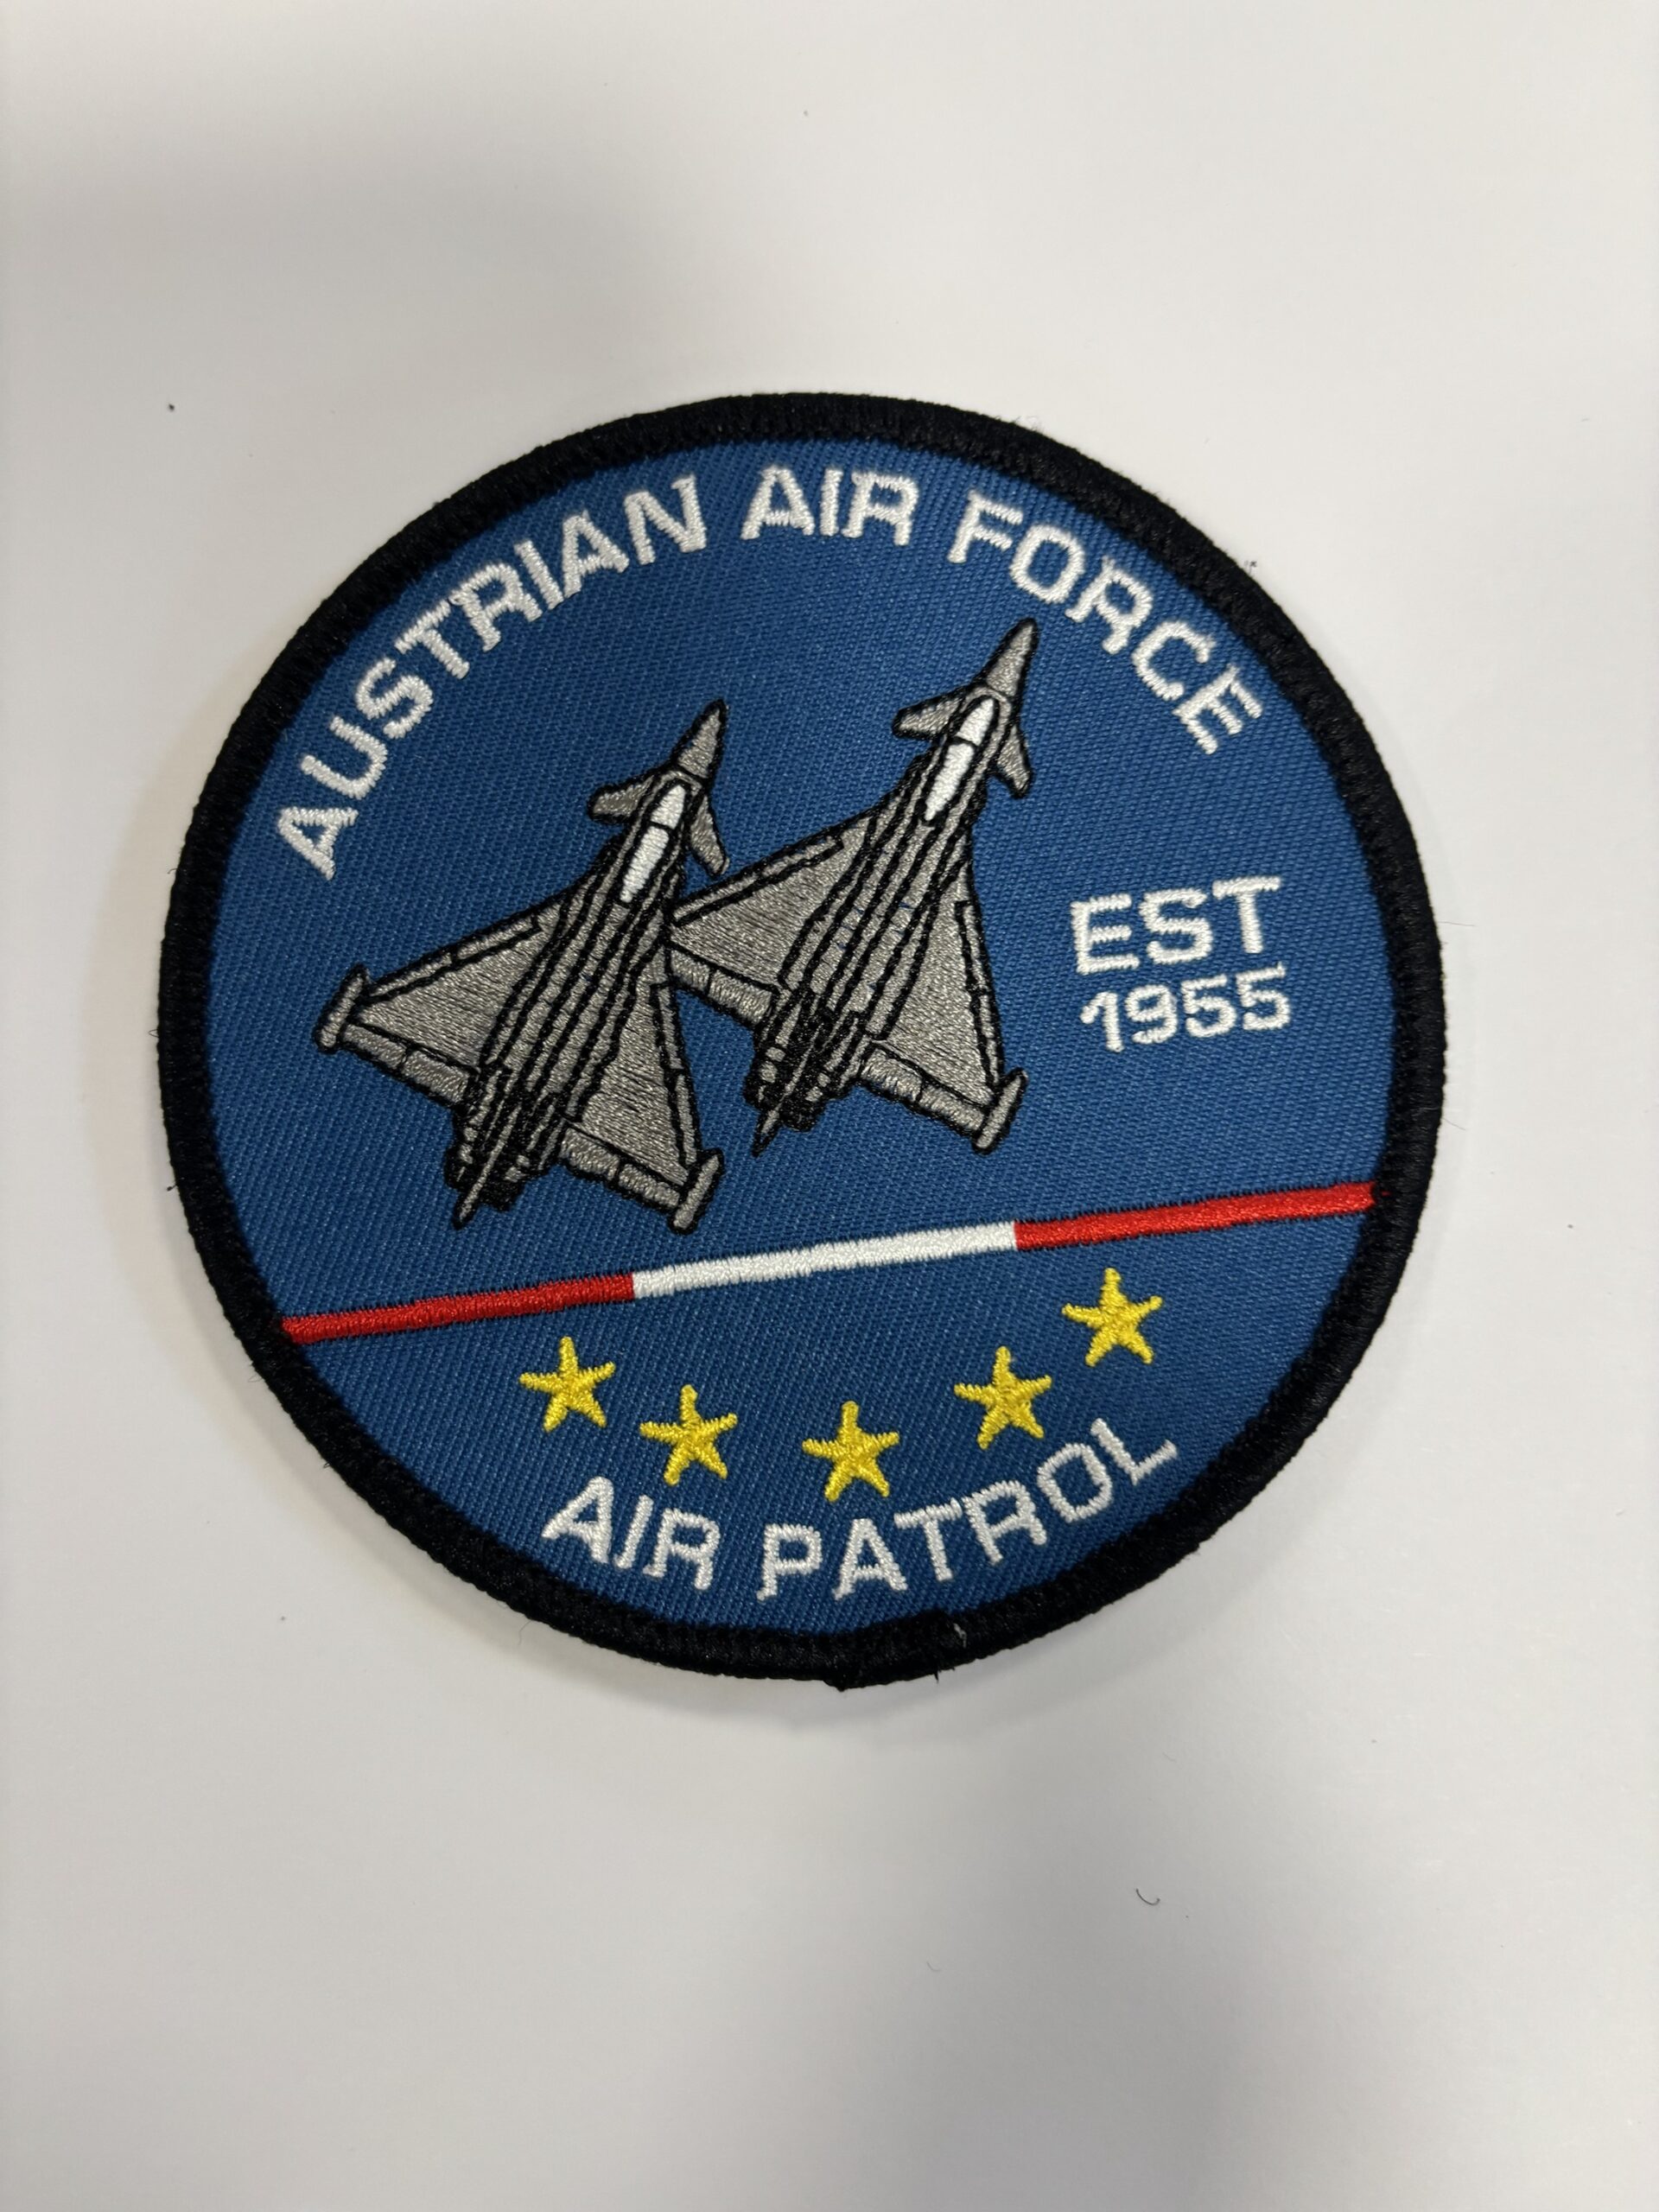 AUSTRIAN AIR FORCE
EST
1955
AIR PATROL